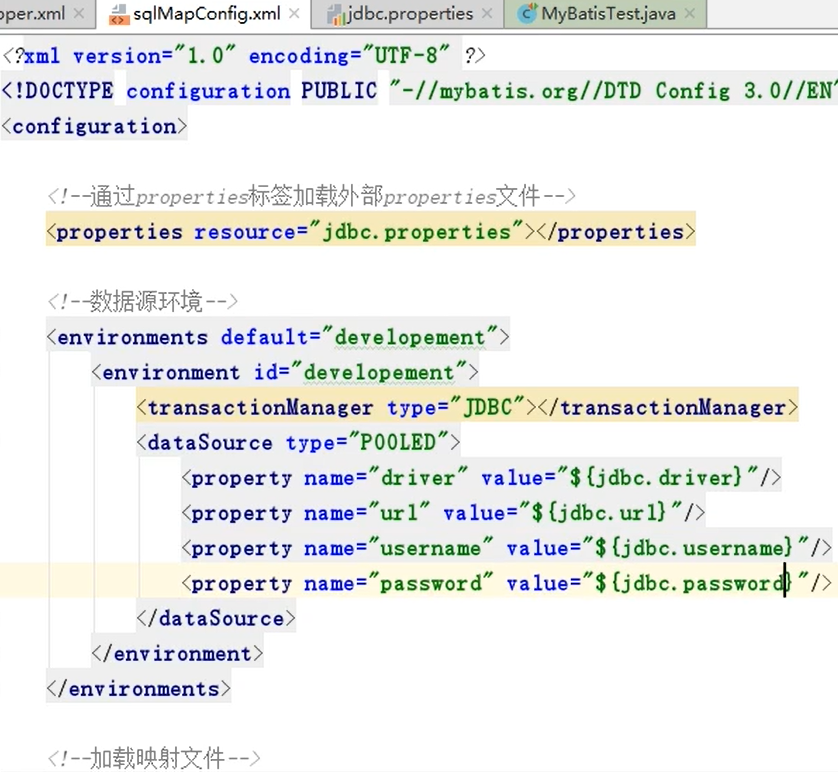 pper.xml sqlMapConfig.xml jdbc.properties MyBatisTest.java
<?xml version="1.0" encoding="UTF-8" ?>
<!DOCTYPE configuration PUBLIC "-//mybatis.org//DTD Config 3.0//EN"
<configuration>
<!--通过properties标签加载外部properties文件-->
<properties resource="jdbc.properties"></properties>
<!--数据源环境-->
<environments default="developement">
<environment id="developement">
<transactionManager type="JDBC"></transactionManager>
<dataSource type="POOLED">
<property name="driver" value="${jdbc.driver}"/>
<property name="url" value="${jdbc.url}"/>
<property name="username" value="${jdbc.username}"/>
<property name="password" value="${jdbc.password}"/>
</dataSource>
</environment>
</environments>
<!--加载映射文件-->